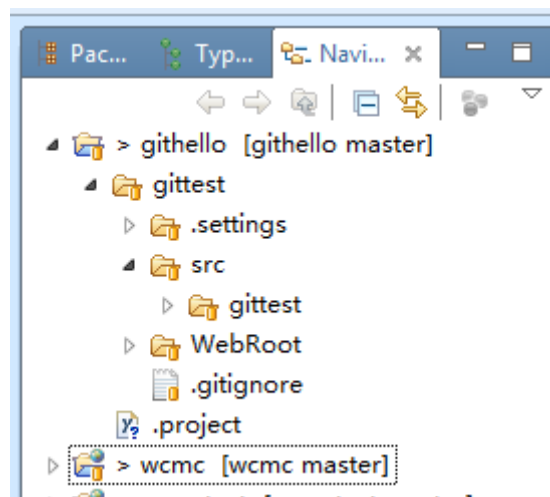 Pac... Typ... Navi...
> githello [githello master]
gittest
.settings
src
gittest
WebRoot
.gitignore
.project
> wcmc [wcmc master]